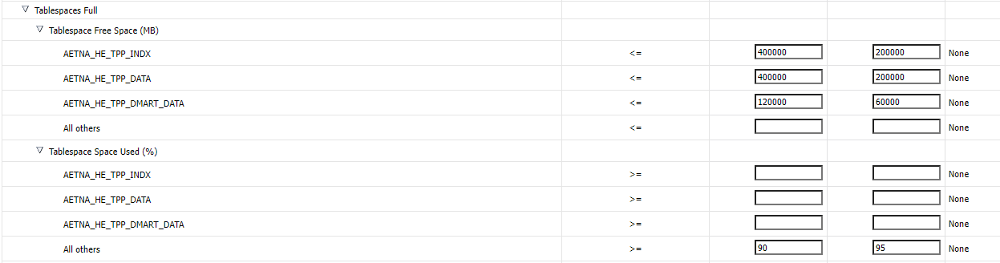 Tablespaces Full
Tablespace Free Space (MB)
AETNA_HE_TPP_INDX <= 400000 200000 None
AETNA_HE_TPP_DATA <= 400000 200000 None
AETNA_HE_TPP_DMART_DATA <= 120000 60000 None
All others <= None
Tablespace Space Used (%)
AETNA_HE_TPP_INDX >= None
AETNA_HE_TPP_DATA >= None
AETNA_HE_TPP_DMART_DATA >= None
All others >= 90 95 None